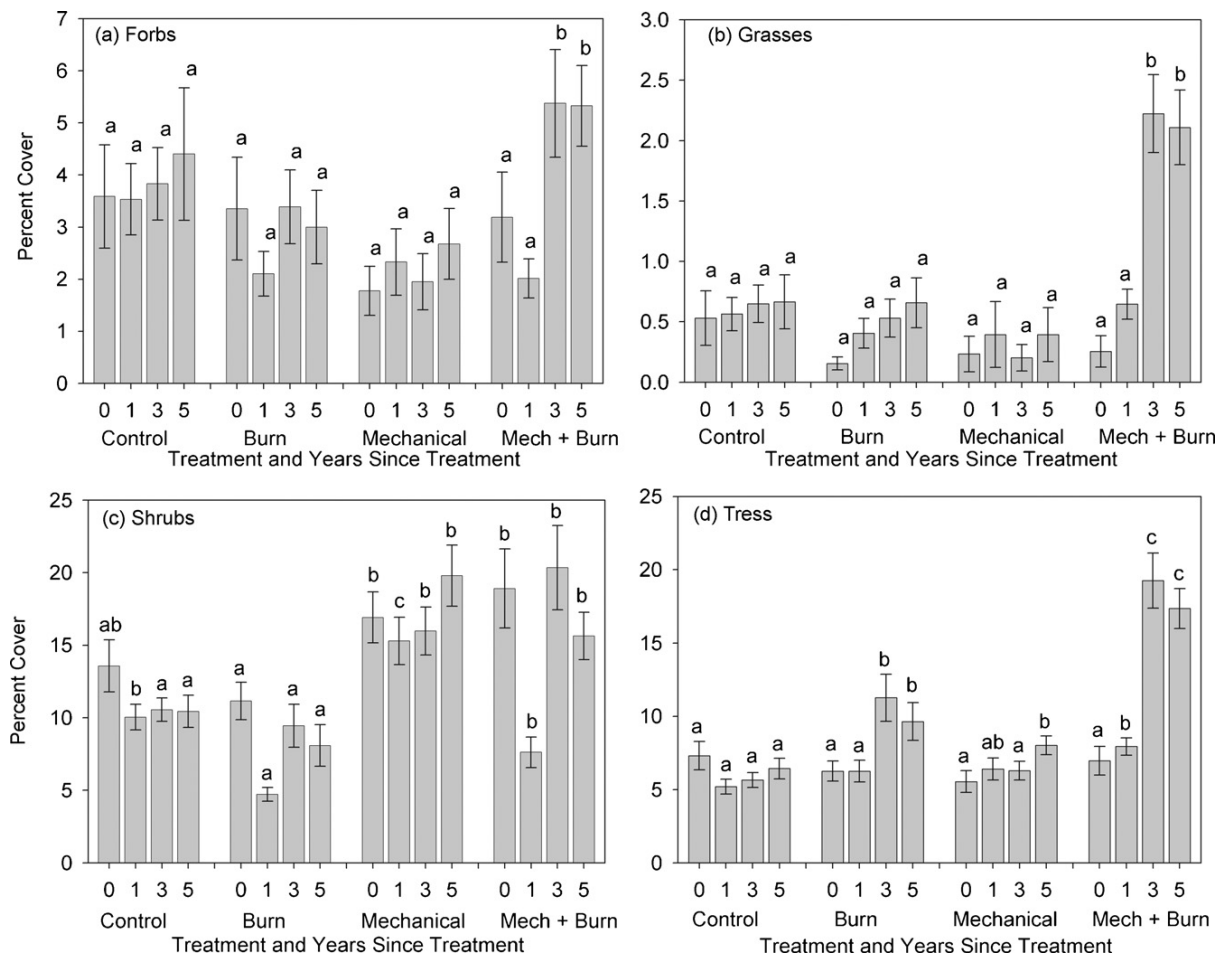 (a) Forbs
7
6
5
4
3
2
1
0
Percent Cover
a a a a a a a a a a a a a a b b
0 1 3 5 0 1 3 5 0 1 3 5 0 1 3 5
Control Burn Mechanical Mech + Burn
Treatment and Years Since Treatment
(b) Grasses
3.0
2.5
2.0
1.5
1.0
0.5
0.0
a a a a a a a a a a a a a a b b
0 1 3 5 0 1 3 5 0 1 3 5 0 1 3 5
Control Burn Mechanical Mech + Burn
Treatment and Years Since Treatment
(c) Shrubs
25
20
15
10
5
0
Percent Cover
ab b a a a a a a b c b b b b b b
0 1 3 5 0 1 3 5 0 1 3 5 0 1 3 5
Control Burn Mechanical Mech + Burn
Treatment and Years Since Treatment
(d) Tress
25
20
15
10
5
0
a a a a a a b b a ab a b a b c c
0 1 3 5 0 1 3 5 0 1 3 5 0 1 3 5
Control Burn Mechanical Mech + Burn
Treatment and Years Since Treatment